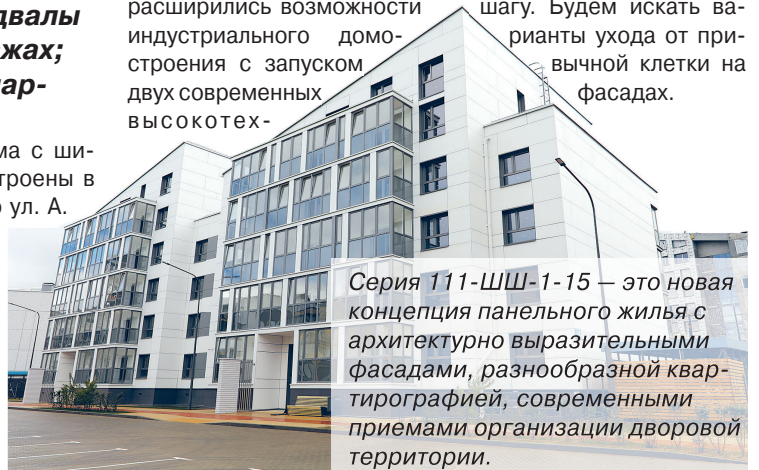 двалы
жах;
ар-
ма с ши-
троены в
ул. А.
расширились возможности
индустриального домо-
строения с запуском
двух современных
высокотех-
шагу. Будем искать ва-
рианты ухода от при-
вычной клетки на
фасадах.
Серия 111-ШШ-1-15 — это новая
концепция панельного жилья с
архитектурно выразительными
фасадами, разнообразной квар-
тирографией, современными
приемами организации дворовой
территории.